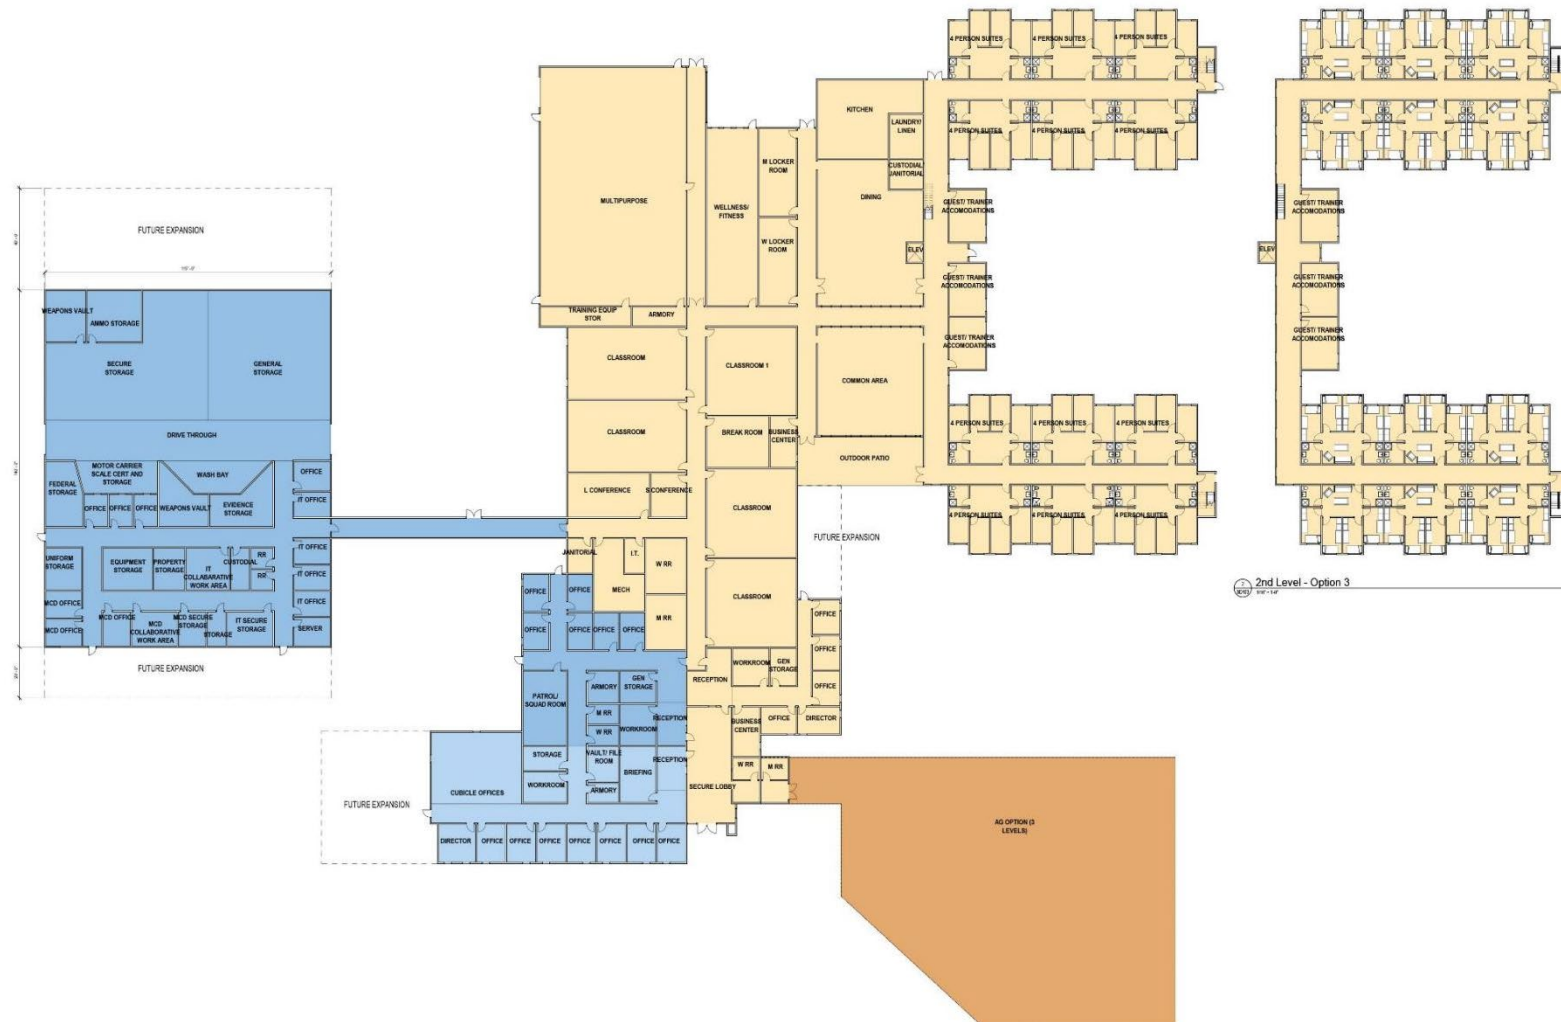 4 PERSON SUITES
4 PERSON SUITES
4 PERSON SUITES
KITCHEN
LAUNDRY/
LINEN
4 PERSON SUITES
4 PERSON SUITES
4 PERSON SUITES
M LOCKER
ROOM
CUSTODIAL/
JANITORIAL
MULTIPURPOSE
WELLNESS/
FITNESS
DINING
GUEST/ TRAINER
ACCOMODATIONS
GUEST/ TRAINER
ACCOMODATIONS
FUTURE EXPANSION
W LOCKER
ROOM
ELEV
ELEV
GUEST/ TRAINER
ACCOMODATIONS
GUEST/ TRAINER
ACCOMODATIONS
WEAPONS VAULT
AMMO STORAGE
TRAINING EQUIP
STOR
ARMORY
GUEST/ TRAINER
ACCOMODATIONS
GUEST/ TRAINER
ACCOMODATIONS
SECURE
STORAGE
GENERAL
STORAGE
CLASSROOM
CLASSROOM 1
COMMON AREA
DRIVE THROUGH
CLASSROOM
BREAK ROOM
BUSINESS
CENTER
4 PERSON SUITES
4 PERSON SUITES
4 PERSON SUITES
OUTDOOR PATIO
FEDERAL
STORAGE
MOTOR CARRIER
SCALE CERT AND
STORAGE
WASH BAY
OFFICE
L CONFERENCE
S CONFERENCE
OFFICE
OFFICE
OFFICE
WEAPONS VAULT
EVIDENCE
STORAGE
IT OFFICE
CLASSROOM
4 PERSON SUITES
4 PERSON SUITES
4 PERSON SUITES
FUTURE EXPANSION
UNIFORM
STORAGE
EQUIPMENT
STORAGE
PROPERTY
STORAGE
IT
COLLABARATIVE
WORK AREA
CUSTODIAL
RR
RR
IT OFFICE
IT OFFICE
JANITORIAL
I.T.
W RR
MECH
CLASSROOM
2nd Level - Option 3
MCD OFFICE
MCD OFFICE
MCD OFFICE
MCD
COLLABORATIVE
WORK AREA
MCD SECURE
STORAGE
STORAGE
IT SECURE
STORAGE
IT OFFICE
SERVER
OFFICE
OFFICE
OFFICE
OFFICE
OFFICE
OFFICE
M RR
OFFICE
OFFICE
OFFICE
FUTURE EXPANSION
WORKROOM
GEN
STORAGE
RECEPTION
PATROL/
SQUAD ROOM
ARMORY
GEN
STORAGE
M RR
RECEPTION
W RR
WORKROOM
BUSINESS
CENTER
OFFICE
DIRECTOR
STORAGE
VAULT/ FILE
ROOM
BRIEFING
RECEPTION
W RR
M RR
WORKROOM
ARMORY
SECURE LOBBY
CUBICLE OFFICES
FUTURE EXPANSION
AG OPTION (3
LEVELS)
DIRECTOR
OFFICE
OFFICE
OFFICE
OFFICE
OFFICE
OFFICE
OFFICE